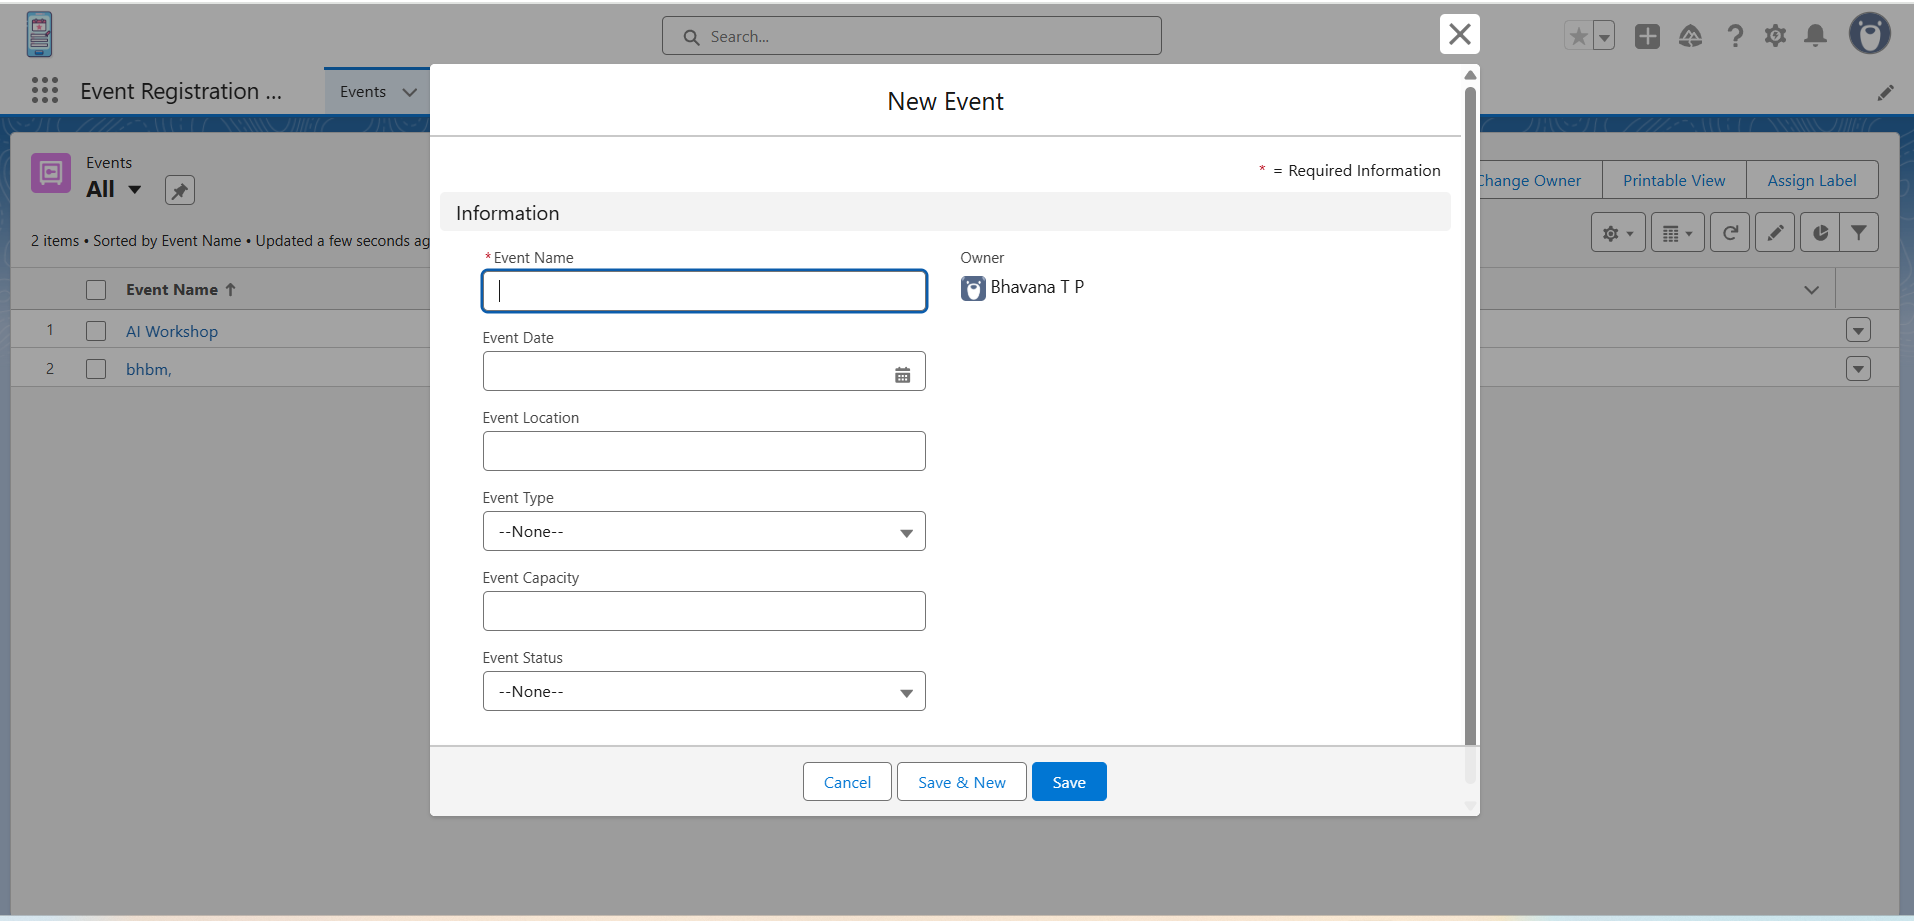 Search...
Event Registration ...
Events
New Event
* = Required Information
Events
All
Change Owner
Printable View
Assign Label
2 items • Sorted by Event Name • Updated a few seconds ag
Information
*Event Name
Owner
Bhavana T P
Event Name ↑
1 AI Workshop
2 bhbm,
Event Date
Event Location
Event Type
--None--
Event Capacity
Event Status
--None--
Cancel
Save & New
Save